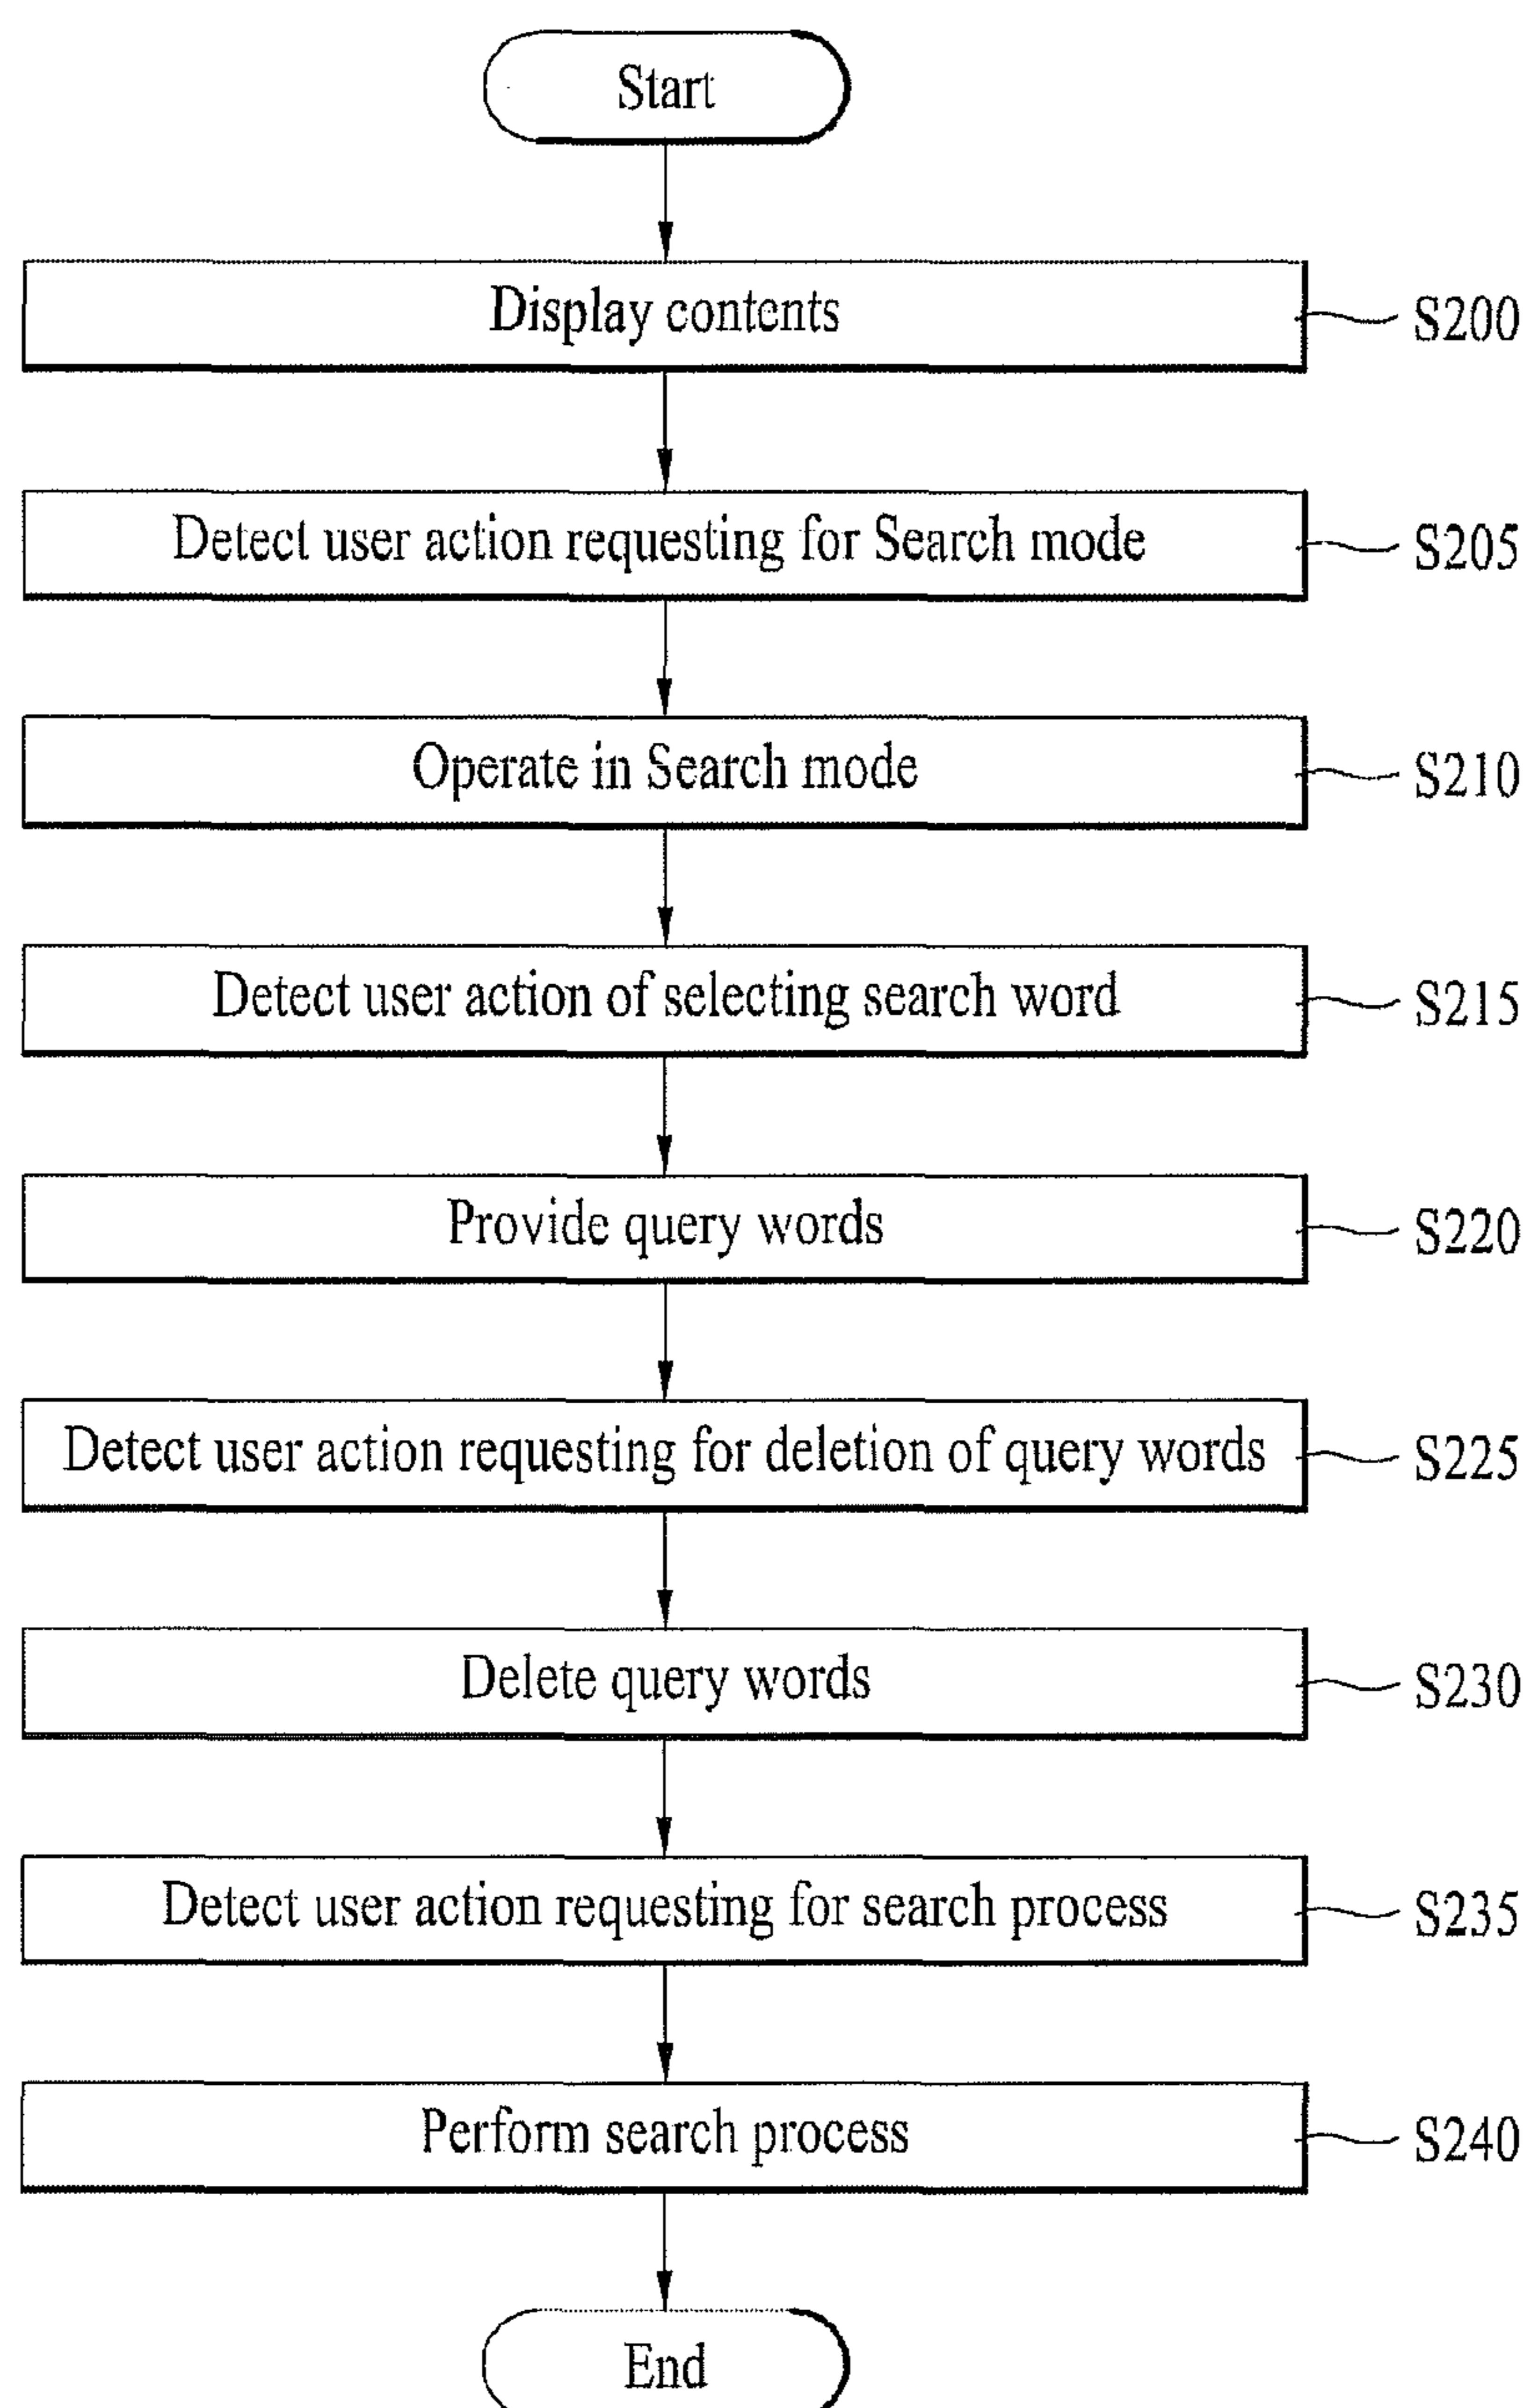 Start
Display contents
S200
Detect user action requesting for Search mode
S205
Operate in Search mode
S210
Detect user action of selecting search word
S215
Provide query words
S220
Detect user action requesting for deletion of query words
S225
Delete query words
S230
Detect user action requesting for search process
S235
Perform search process
S240
End